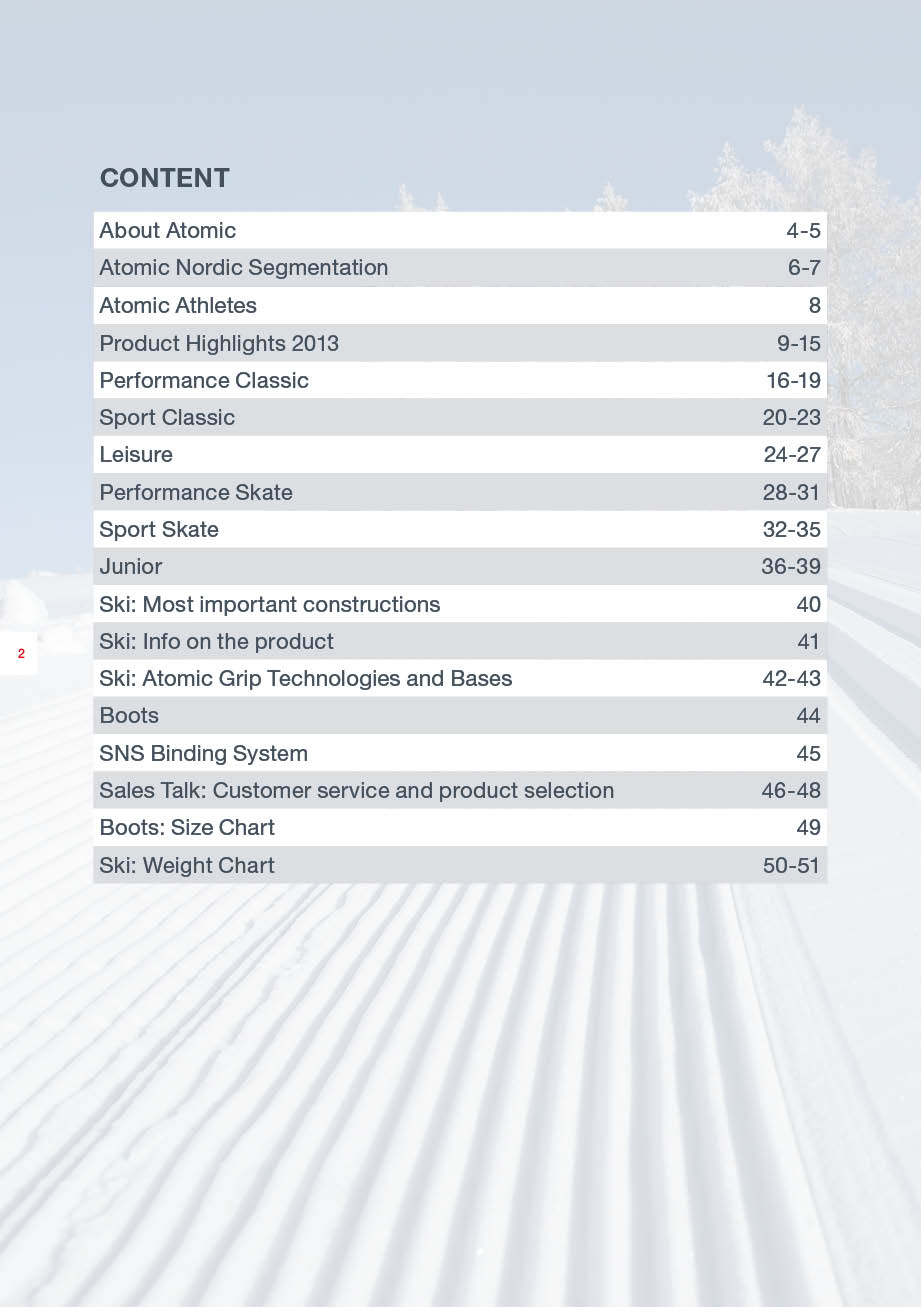 CONTENT
About Atomic 4-5
Atomic Nordic Segmentation 6-7
Atomic Athletes 8
Product Highlights 2013 9-15
Performance Classic 16-19
Sport Classic 20-23
Leisure 24-27
Performance Skate 28-31
Sport Skate 32-35
Junior 36-39
Ski: Most important constructions 40
Ski: Info on the product 41
2
Ski: Atomic Grip Technologies and Bases 42-43
Boots 44
SNS Binding System 45
Sales Talk: Customer service and product selection 46-48
Boots: Size Chart 49
Ski: Weight Chart 50-51